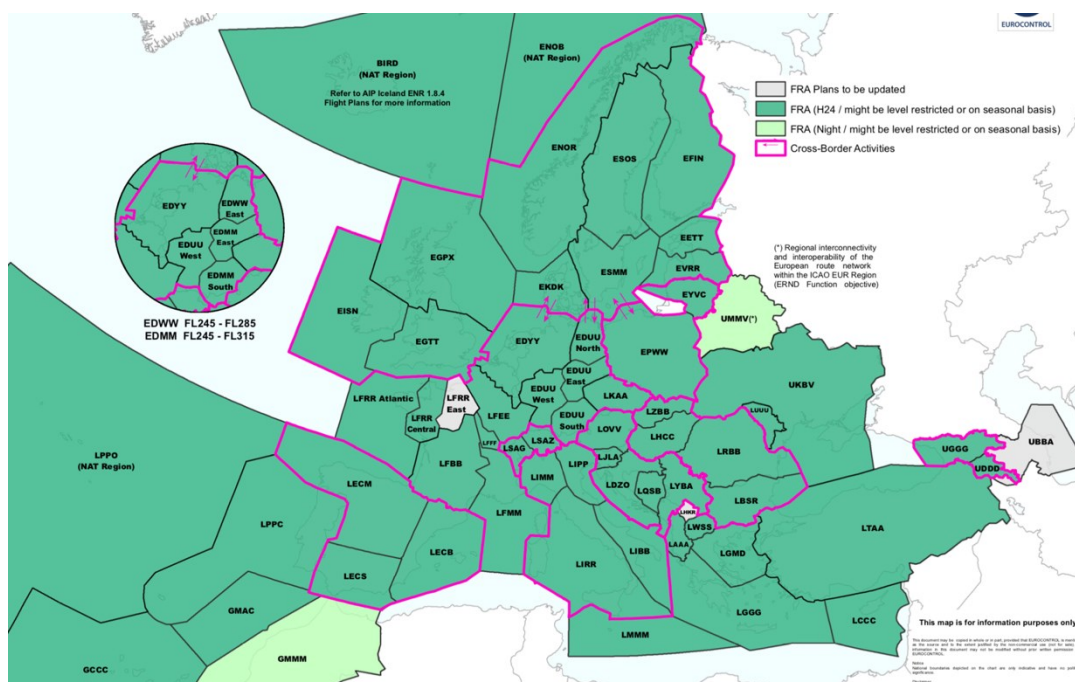 EUROCONTROL
BIRD
(NAT Region)
Refer to AIP Iceland ENR 1.8.4
Flight Plans for more information
ENOB
(NAT Region)
FRA Plans to be updated
FRA (H24 / might be level restricted or on seasonal basis)
FRA (Night / might be level restricted or on seasonal basis)
Cross-Border Activities
ENOR
ESOS
EFIN
EDYY
EDWW
East
EDMM
East
EDUU
West
EDMM
South
EDWW FL245 - FL285
EDMM FL245 - FL315
EGPX
EETT
(*) Regional interconnectivity
and interoperability of the
European route network
within the ICAO EUR Region
(ERND Function objective)
ESMM
EVRR
EKDK
EYVC
EISN
UMMV(*)
EGTT
EDYY
EDUU
North
EPWW
EDUU
East
EDUU
West
UKBV
LFRR Atlantic
LFRR
East
LKAA
LFRR
Central
LFEE
EDUU
South
LZBB
LUUU
LOVV
LHCC
LFFF
LSAG
LSAZ
UGGG
UBBA
LPPO
(NAT Region)
LFBB
LJLA
LRBB
UDDD
LIMM
LIPP
LECM
LDZO
LQSB
LYBA
LBSR
LFMM
LPPC
LTAA
LWSS
LAAA
LECB
LIBB
LGMD
LIRR
LECS
GMAC
LGGG
LCCC
LMMM
GMMM
GCCC
This map is for information purposes only